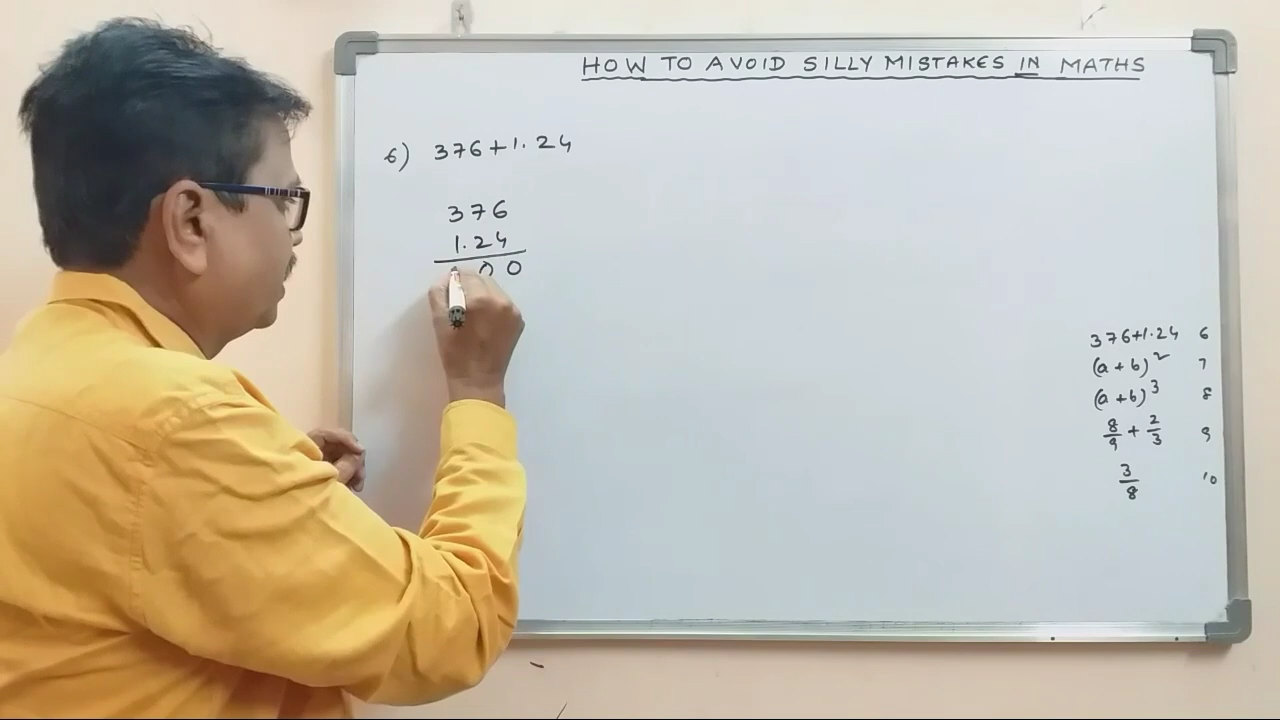 HOW TO AVOID SILLY MISTAKES IN MATHS
6) 376+1.24
376
1.24
00
376+1.24 6
(a+b)² 7
(a+b)³ 8
8/9 + 2/3 9
3/8 10